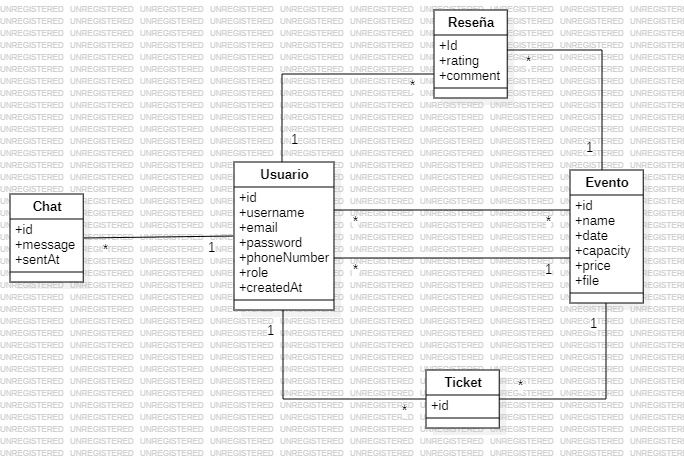 Reseña
+Id
+rating
+comment
*
*
1
1
Usuario
+id
+username
+email
+password
+phoneNumber
+role
+createdAt
Evento
+id
+name
+date
+capacity
+price
+file
Chat
+id
+message
+sentAt
*
1
*
*
*
1
1
1
Ticket
+id
*
*
UNREGISTERED